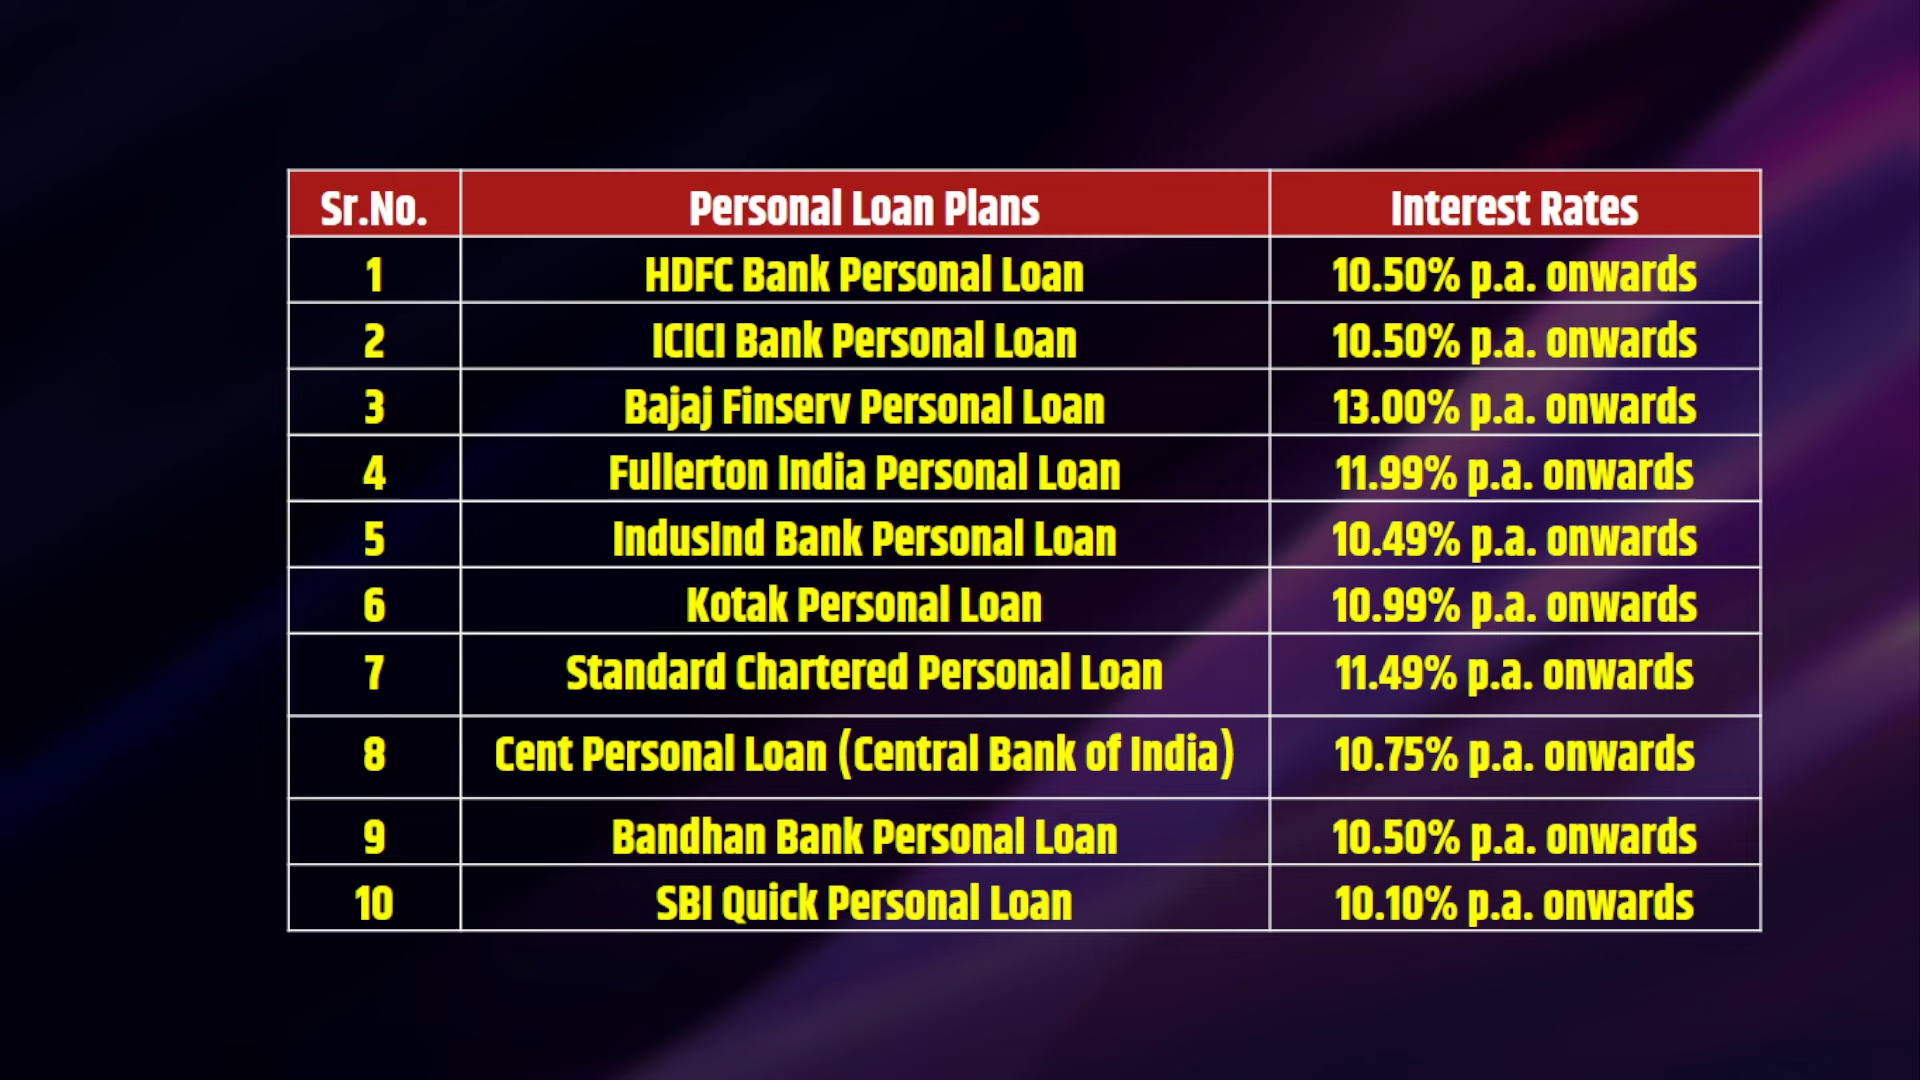 Sr.No. Personal Loan Plans Interest Rates
1 HDFC Bank Personal Loan 10.50% p.a. onwards
2 ICICI Bank Personal Loan 10.50% p.a. onwards
3 Bajaj Finserv Personal Loan 13.00% p.a. onwards
4 Fullerton India Personal Loan 11.99% p.a. onwards
5 IndusInd Bank Personal Loan 10.49% p.a. onwards
6 Kotak Personal Loan 10.99% p.a. onwards
7 Standard Chartered Personal Loan 11.49% p.a. onwards
8 Cent Personal Loan (Central Bank of India) 10.75% p.a. onwards
9 Bandhan Bank Personal Loan 10.50% p.a. onwards
10 SBI Quick Personal Loan 10.10% p.a. onwards